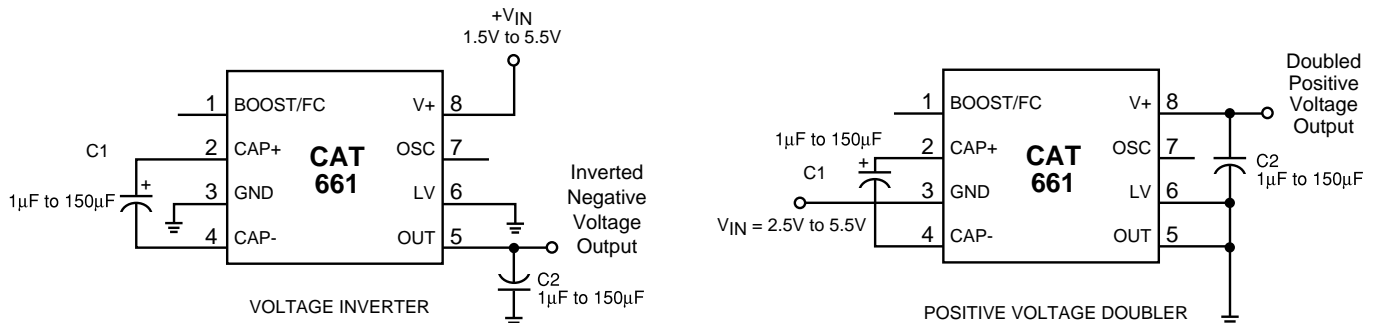 +VIN
1.5V to 5.5V
1 BOOST/FC V+ 8
C1 2 CAP+ CAT 661 OSC 7
+
1µF to 150µF 3 GND LV 6
4 CAP- OUT 5
Inverted
Negative
Voltage
Output
C2
1µF to 150µF
VOLTAGE INVERTER
Doubled
Positive
Voltage
Output
1 BOOST/FC V+ 8
1µF to 150µF
+
C1
2 CAP+ CAT 661 OSC 7
3 GND LV 6
VIN = 2.5V to 5.5V
4 CAP- OUT 5
C2
1µF to 150µF
POSITIVE VOLTAGE DOUBLER